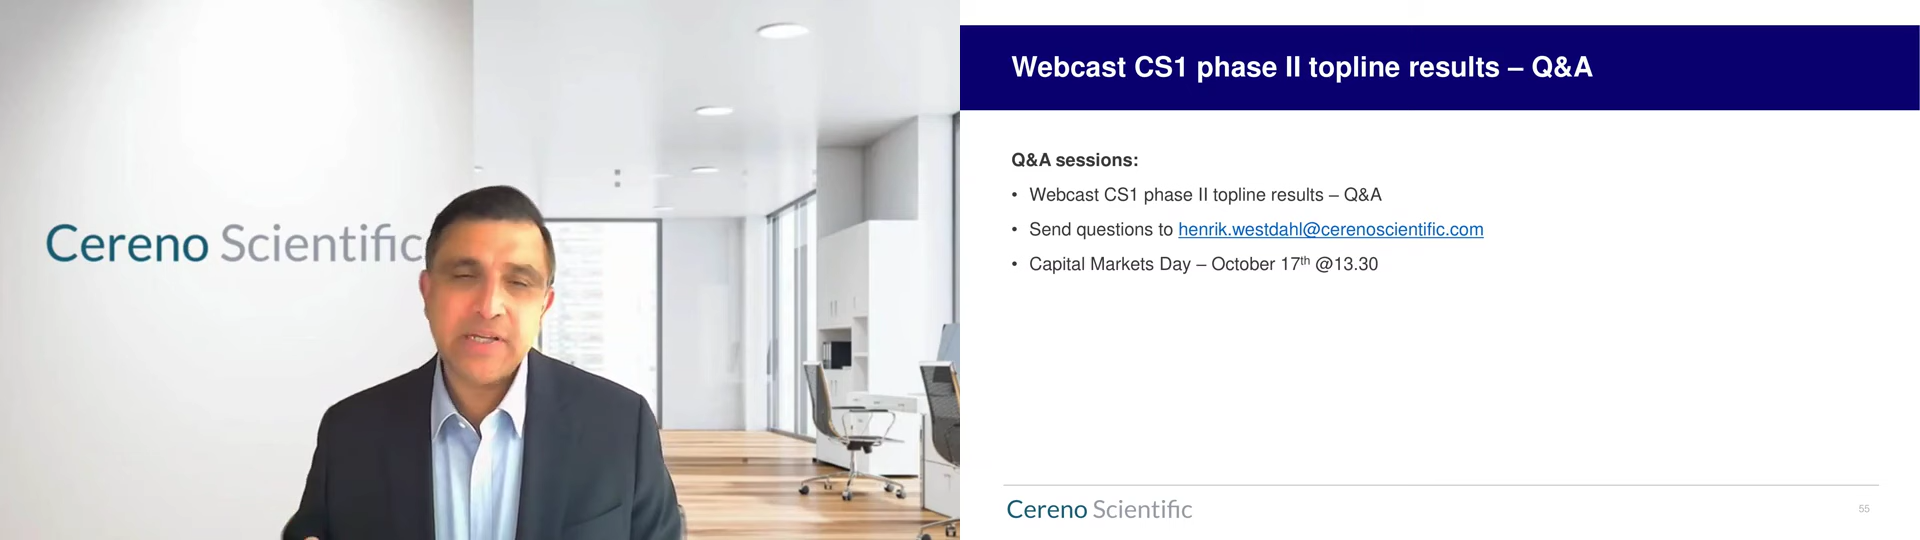 Cereno Scientific
Webcast CS1 phase II topline results – Q&A
Q&A sessions:
• Webcast CS1 phase II topline results – Q&A
• Send questions to henrik.westdahl@cerenoscientific.com
• Capital Markets Day – October 17th @13.30
Cereno Scientific
55